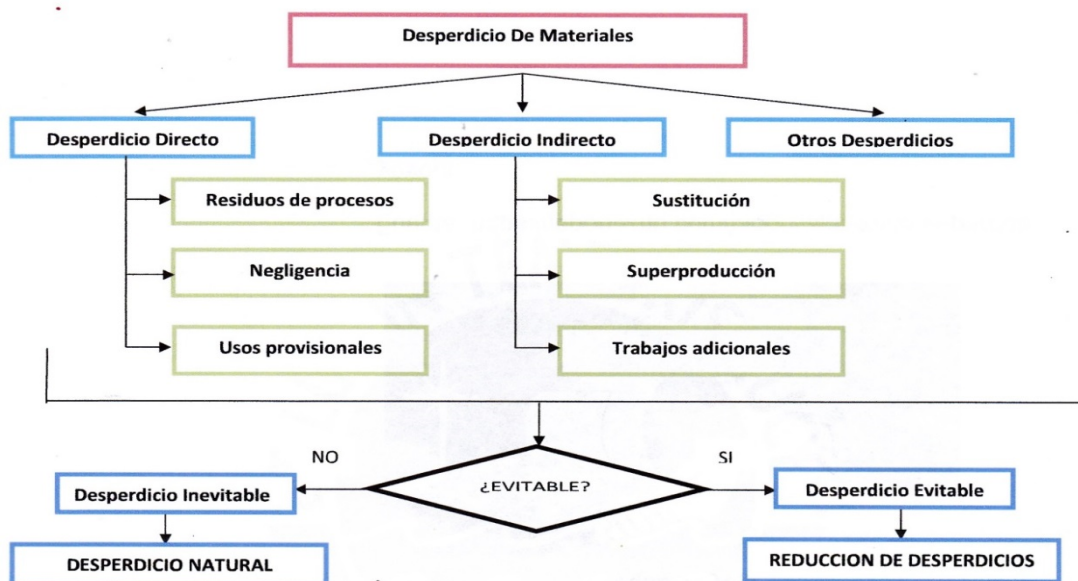 Desperdicio De Materiales
Desperdicio Directo
Desperdicio Indirecto
Otros Desperdicios
Residuos de procesos
Sustitución
Negligencia
Superproducción
Usos provisionales
Trabajos adicionales
NO
SI
¿EVITABLE?
Desperdicio Inevitable
Desperdicio Evitable
DESPERDICIO NATURAL
REDUCCION DE DESPERDICIOS